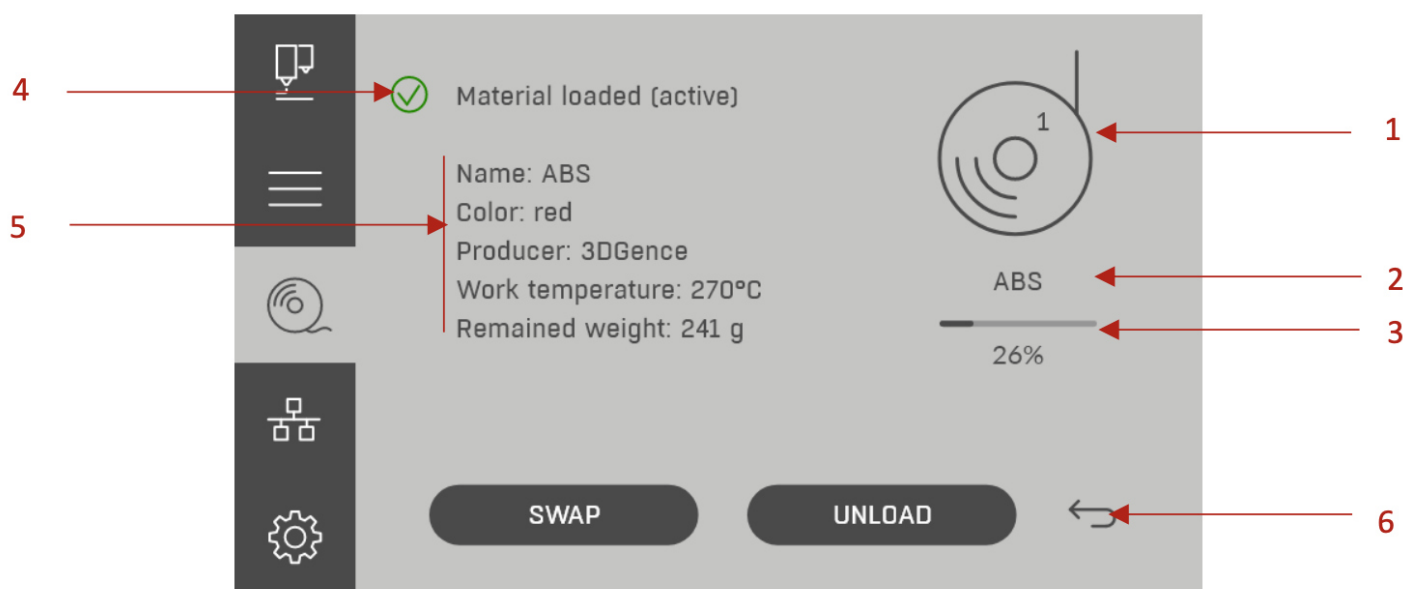 4
Material loaded (active)
1
1
Name: ABS
5
Color: red
Producer: 3DGence
Work temperature: 270°C
Remained weight: 241 g
ABS
2
3
26%
SWAP
UNLOAD
6